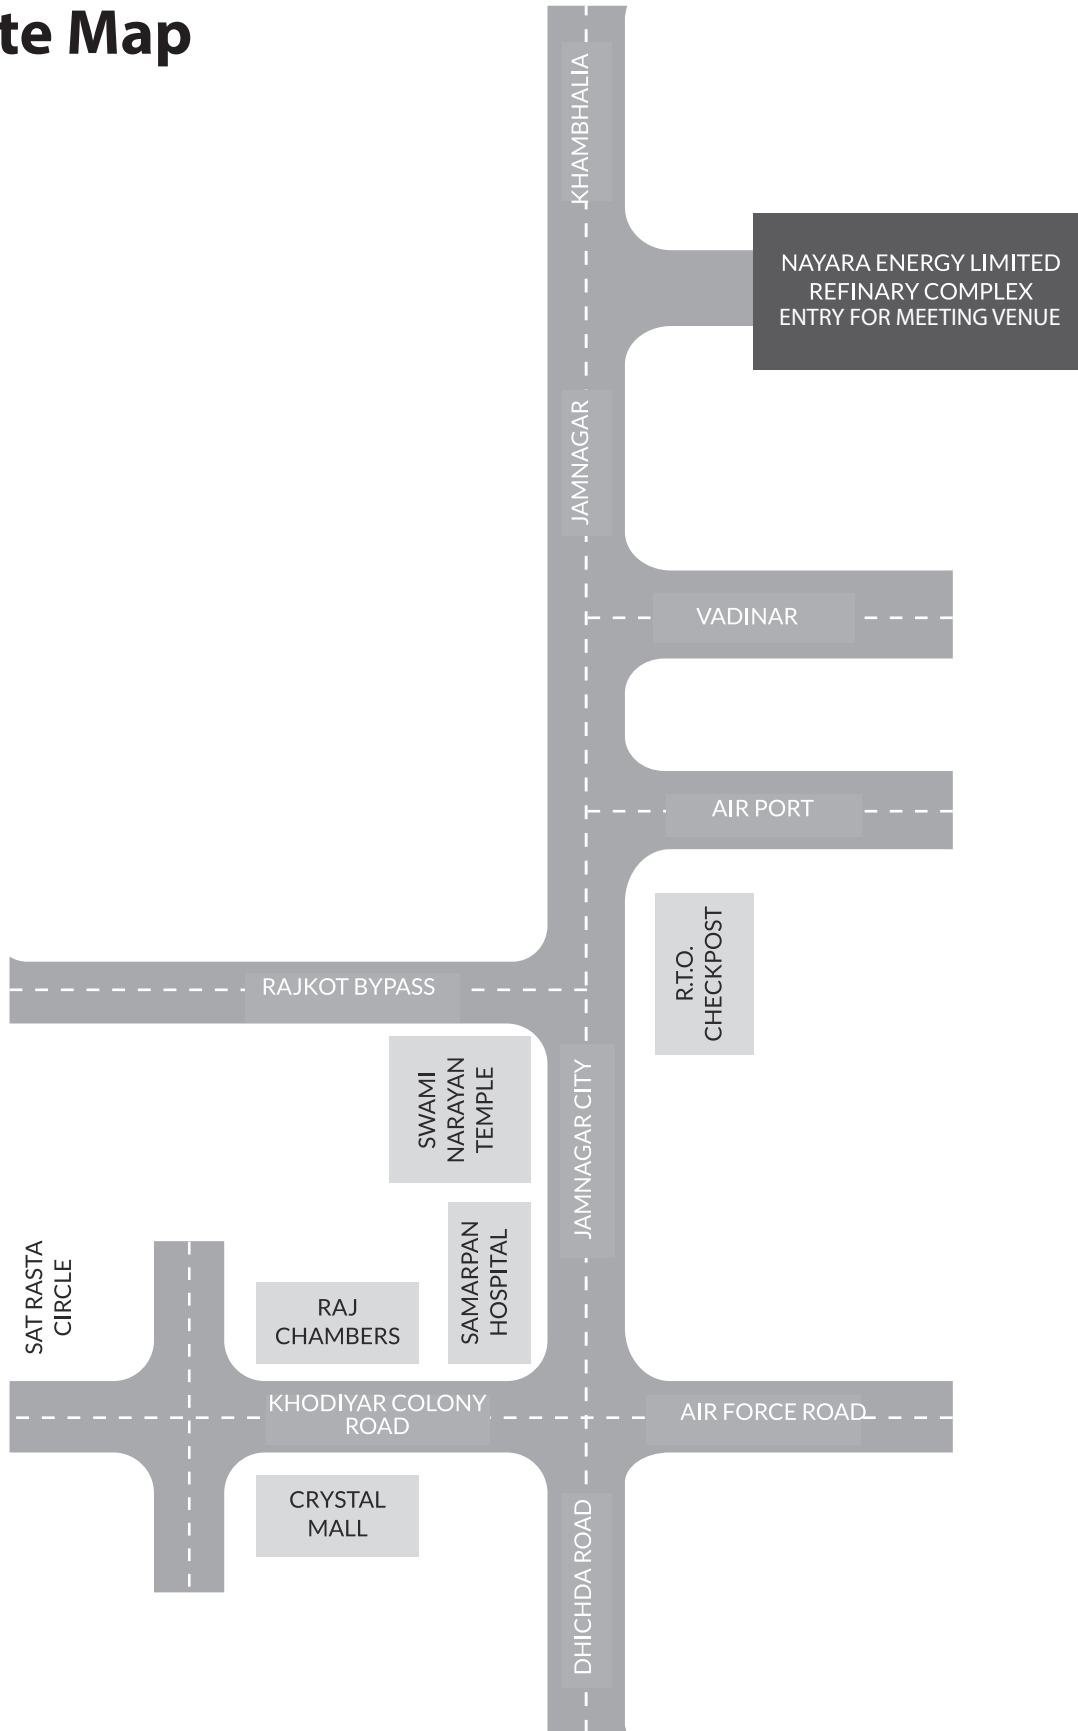 te Map
KHAMBHALIA
NAYARA ENERGY LIMITED
REFINARY COMPLEX
ENTRY FOR MEETING VENUE
JAMNAGAR
VADINAR
AIR PORT
R.T.O.
CHECKPOST
RAJKOT BYPASS
SWAMI
NARAYAN
TEMPLE
JAMNAGAR CITY
SAMARPAN
HOSPITAL
SAT RASTA
CIRCLE
RAJ
CHAMBERS
KHODIYAR COLONY
ROAD
AIR FORCE ROAD
CRYSTAL
MALL
DHICHDA ROAD